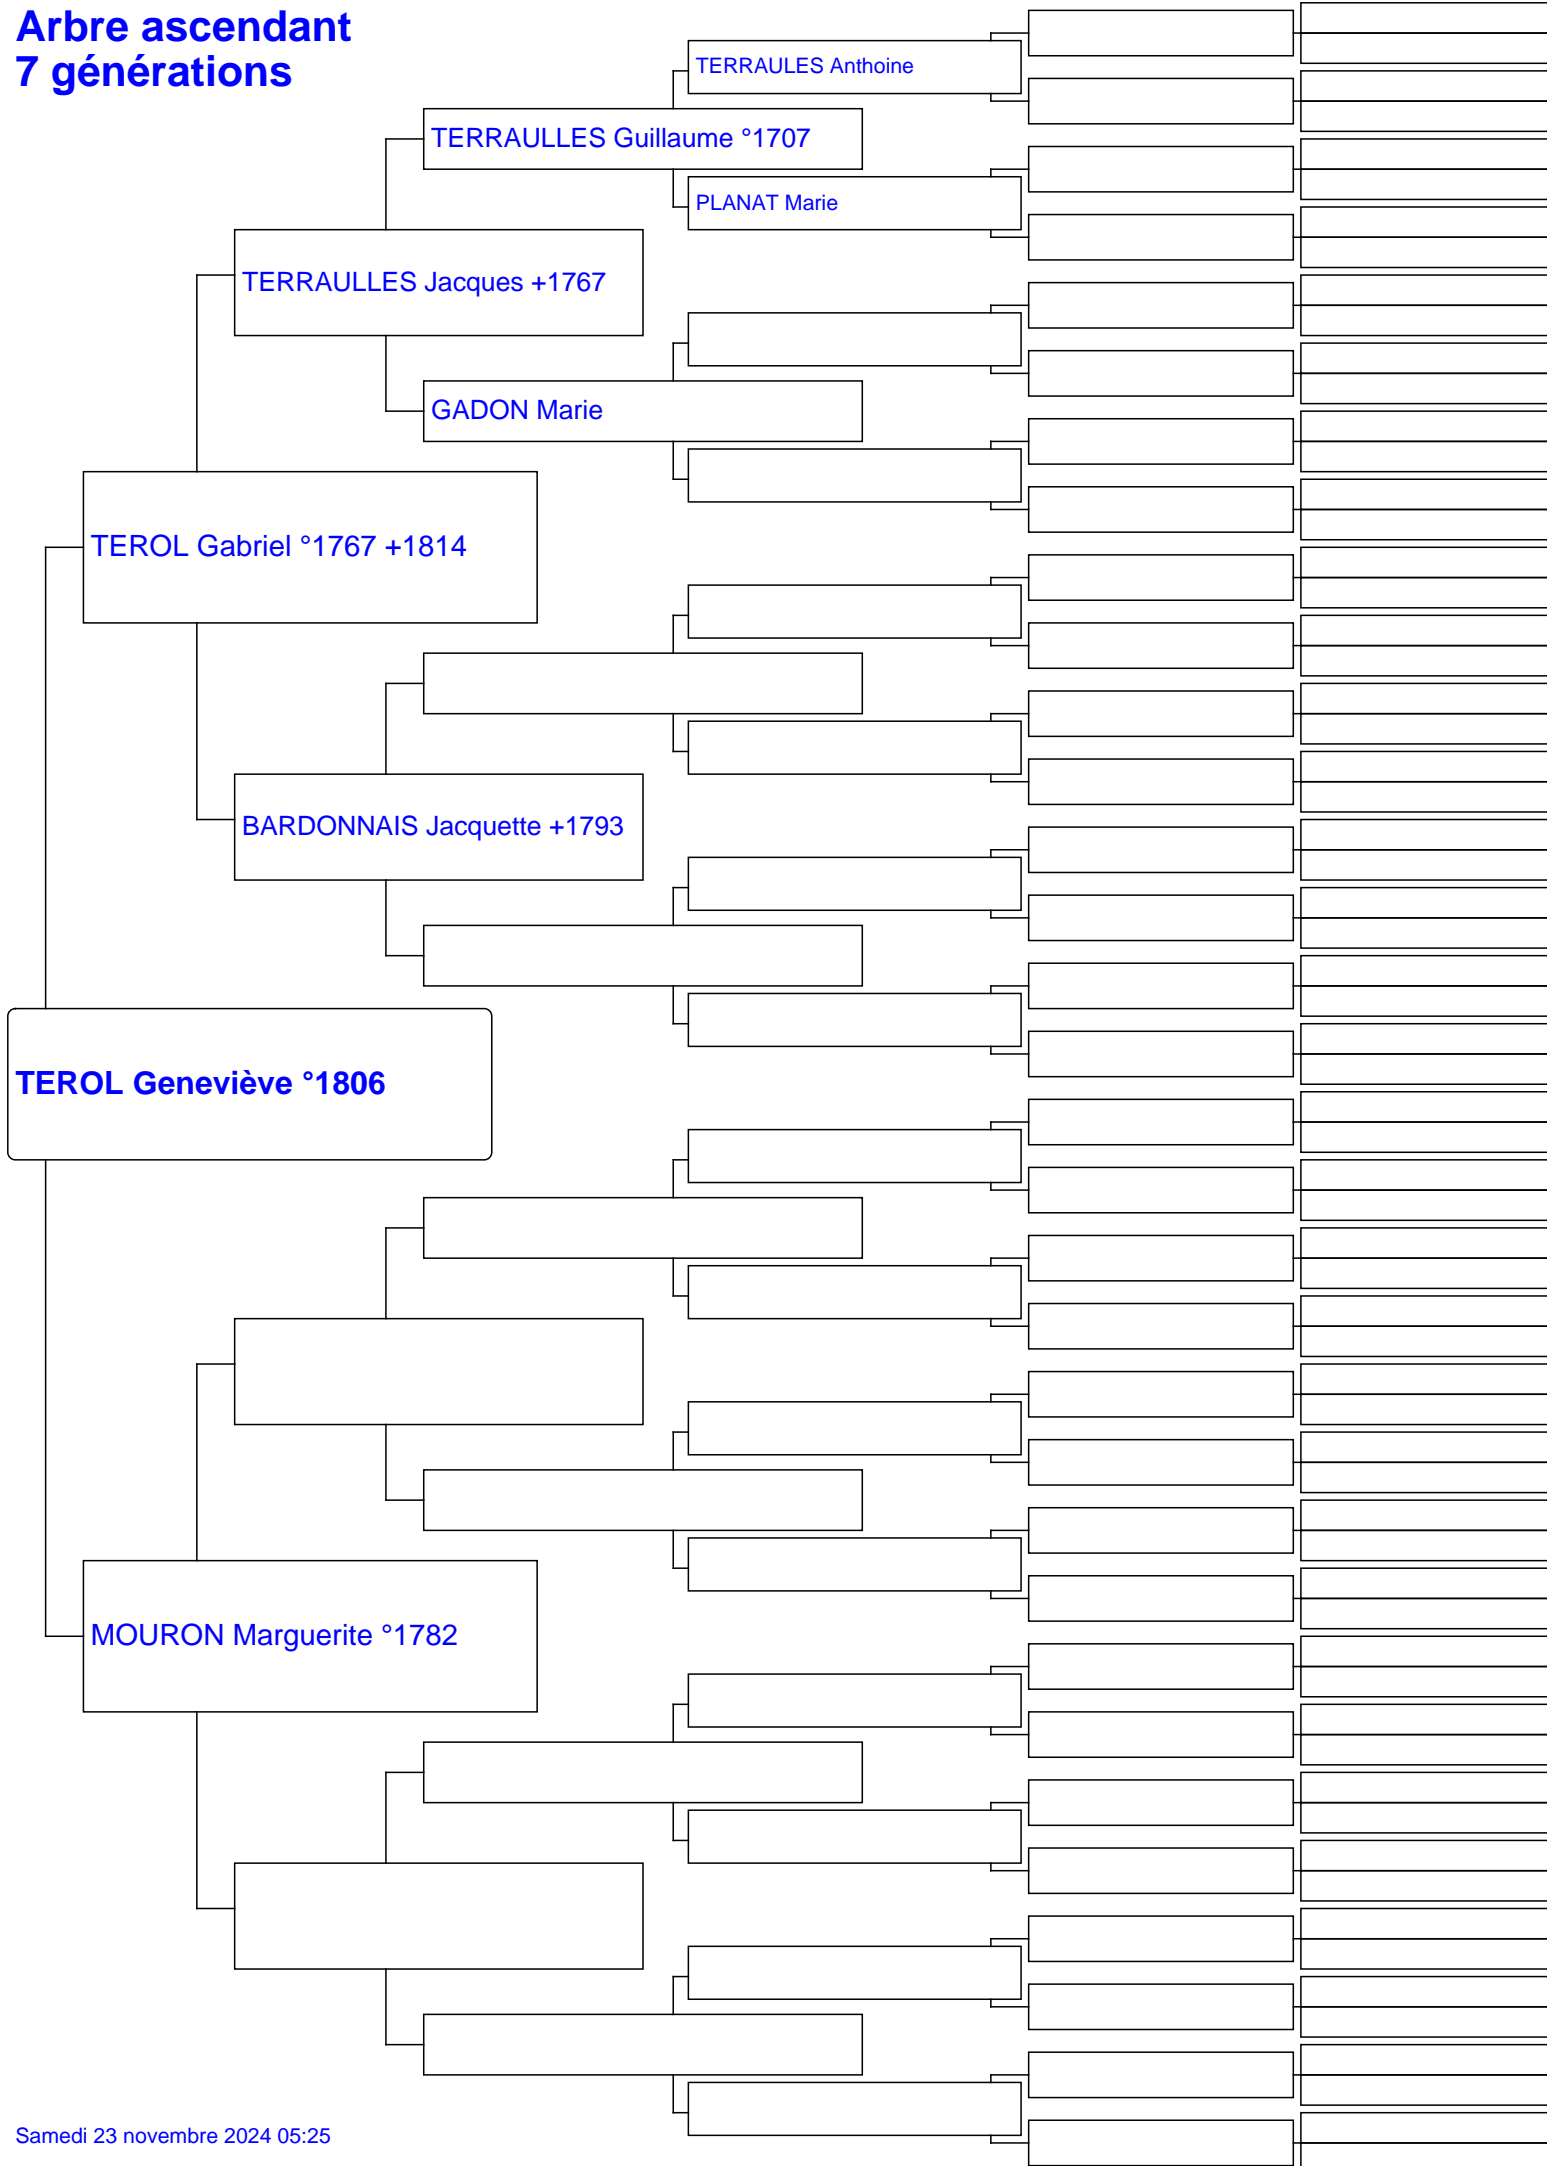 Arbre ascendant
7 générations
TERRAULES Anthoine
TERRAULLES Guillaume °1707
PLANAT Marie
TERRAULLES Jacques +1767
GADON Marie
TEROL Gabriel °1767 +1814
BARDONNAIS Jacquette +1793
TEROL Geneviève °1806
MOURON Marguerite °1782
Samedi 23 novembre 2024 05:25